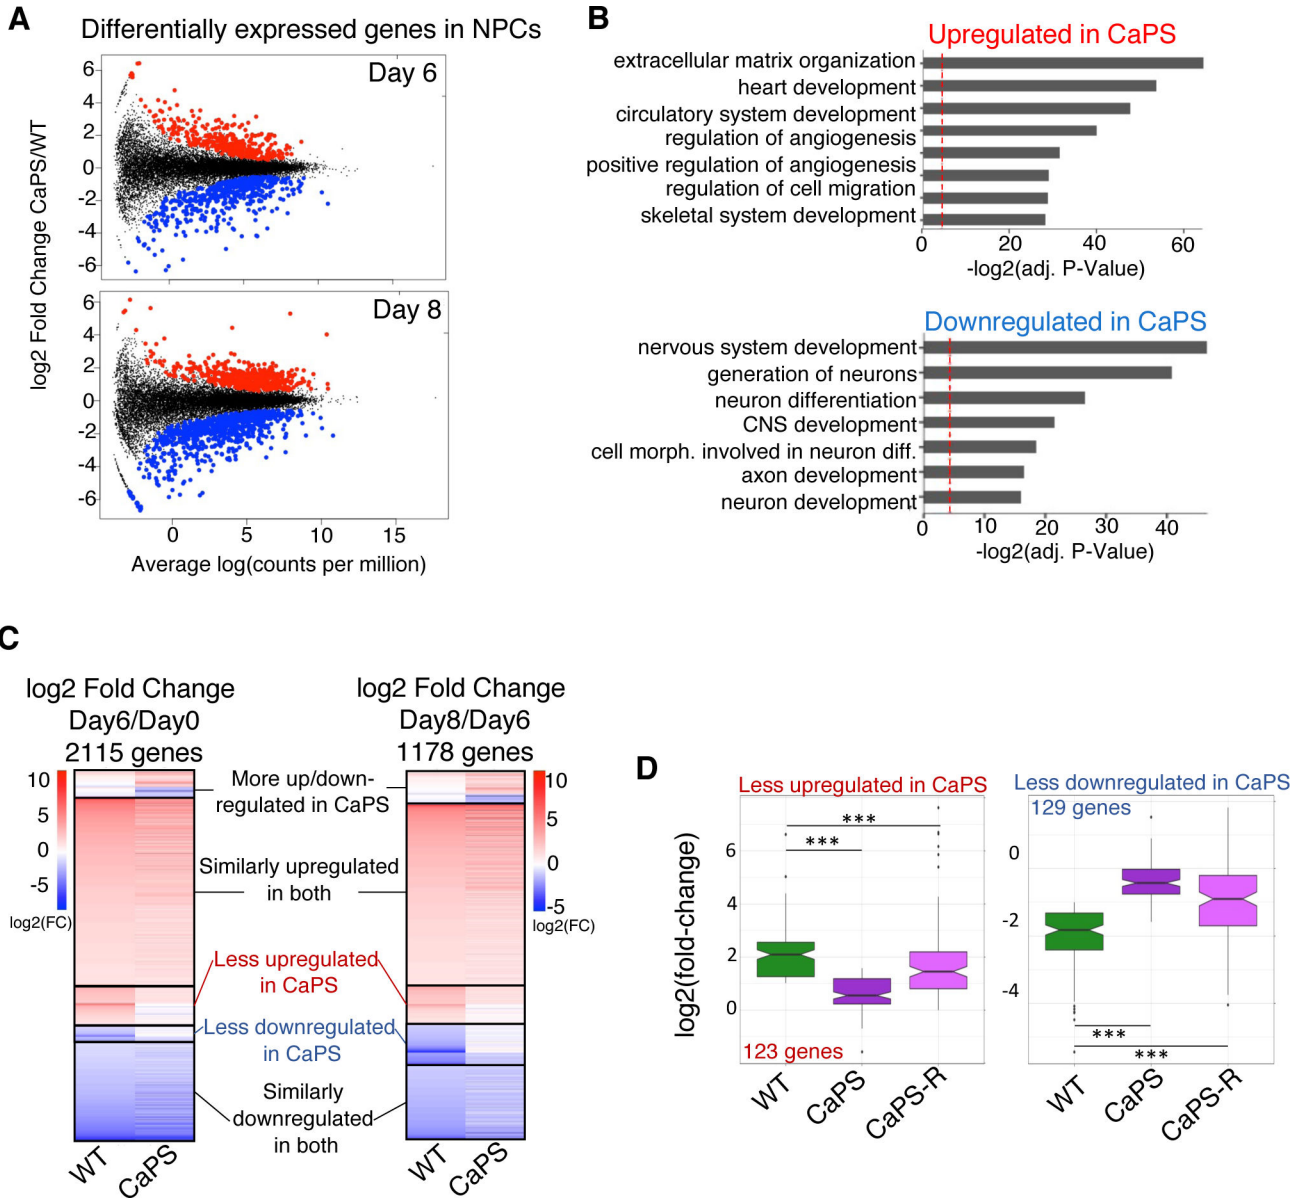 A
Differentially expressed genes in NPCs
log2 Fold Change CaPS/WT
Day 6
6
4
2
0
-2
-4
-6
Day 8
6
4
2
0
-2
-4
-6
0 5 10 15
Average log(counts per million)
B
Upregulated in CaPS
extracellular matrix organization
heart development
circulatory system development
regulation of angiogenesis
positive regulation of angiogenesis
regulation of cell migration
skeletal system development
0 20 40 60
-log2(adj. P-Value)
Downregulated in CaPS
nervous system development
generation of neurons
neuron differentiation
CNS development
cell morph. involved in neuron diff.
axon development
neuron development
0 10 20 30 40
-log2(adj. P-Value)
C
log2 Fold Change
Day6/Day0
2115 genes
log2 Fold Change
Day8/Day6
1178 genes
10
5
0
-5
log2(FC)
10
5
0
-5
log2(FC)
More up/down-
regulated in CaPS
Similarly upregulated
in both
Less upregulated
in CaPS
Less downregulated
in CaPS
Similarly
downregulated
in both
WT CaPS
WT CaPS
D
Less upregulated in CaPS
log2(fold-change)
6
4
2
0
***
***
123 genes
WT CaPS CaPS-R
Less downregulated in CaPS
129 genes
0
-2
-4
***
***
WT CaPS CaPS-R